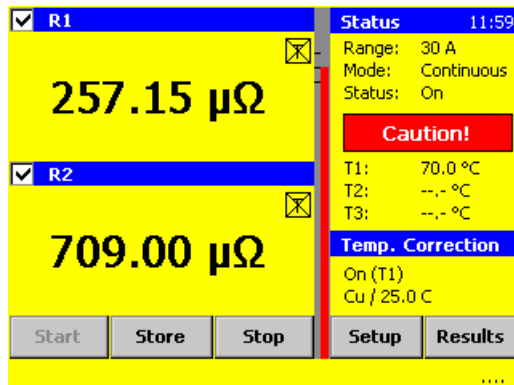 R1
257.15 µΩ
R2
709.00 µΩ
Start Store Stop
Status 11:59
Range: 30 A
Mode: Continuous
Status: On
Caution!
T1: 70.0 °C
T2: --.- °C
T3: --.- °C
Temp. Correction
On (T1)
Cu / 25.0 C
Setup Results
....